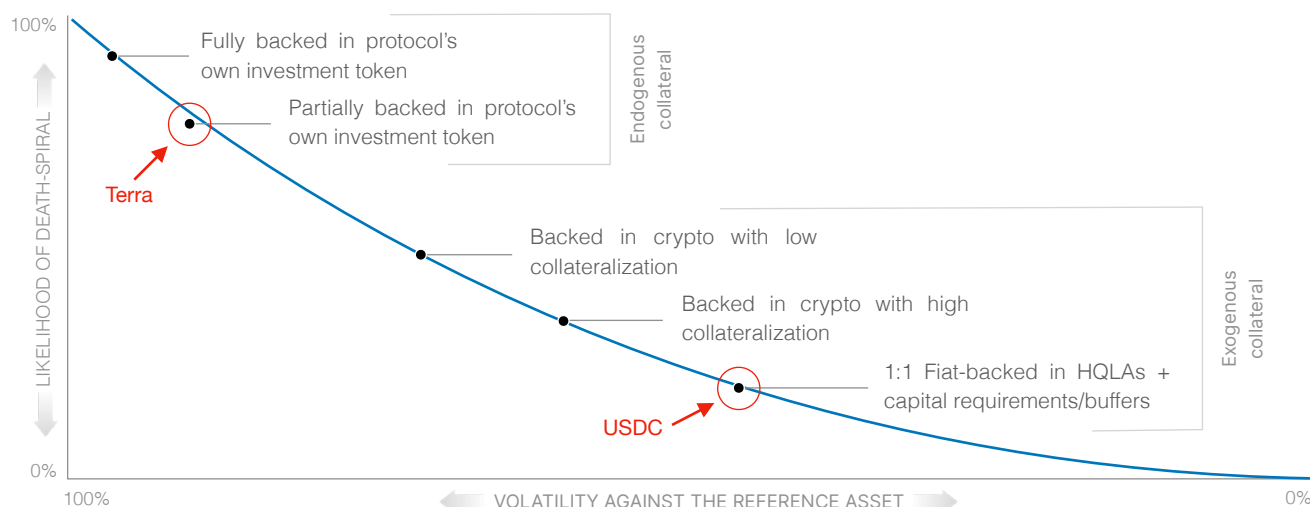 100%
Fully backed in protocol's
own investment token
Partially backed in protocol's
own investment token
Endogenous
collateral
Terra
LIKELIHOOD OF DEATH-SPIRAL
Backed in crypto with low
collateralization
Backed in crypto with high
collateralization
Exogenous
collateral
1:1 Fiat-backed in HQLAs +
capital requirements/buffers
USDC
0%
100%
VOLATILITY AGAINST THE REFERENCE ASSET
0%